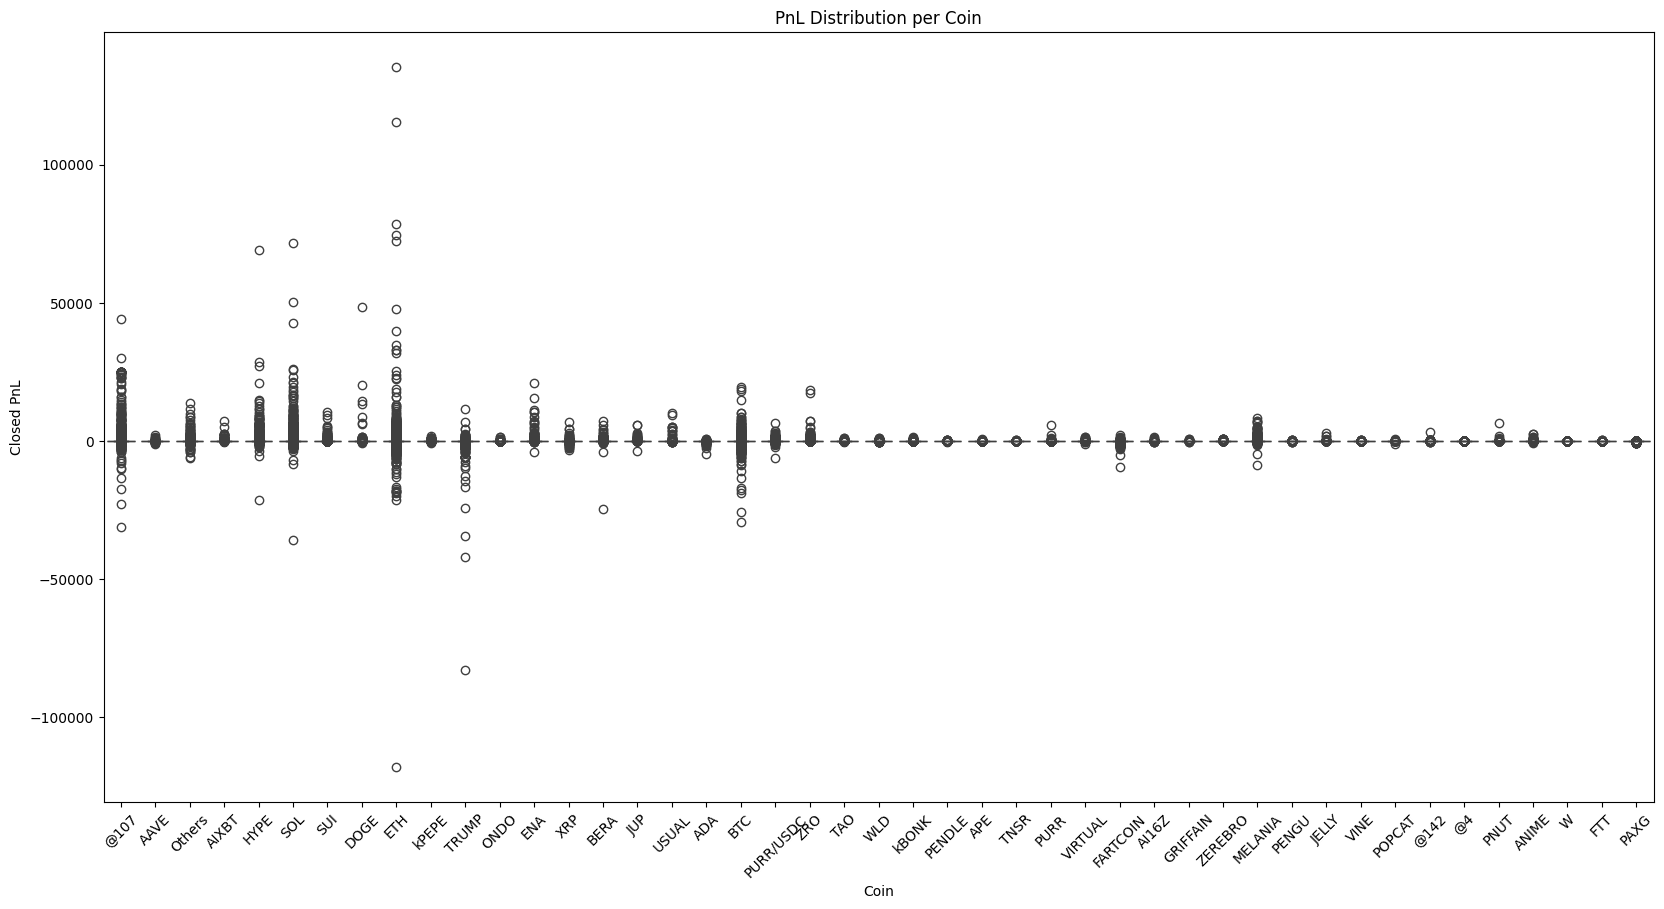 PnL Distribution per Coin
Closed PnL
100000
50000
0
−50000
−100000
@107
AAVE
Others
AIXBT
HYPE
SOL
SUI
DOGE
ETH
kPEPE
TRUMP
ONDO
ENA
XRP
BERA
JUP
USUAL
ADA
BTC
PURR/USDC
ZRO
TAO
WLD
kBONK
PENDLE
APE
TNSR
PURR
VIRTUAL
FARTCOIN
AI16Z
GRIFFAIN
ZEREBRO
MELANIA
PENGU
JELLY
VINE
POPCAT
@142
@4
PNUT
ANIME
W
FTT
PAXG
Coin